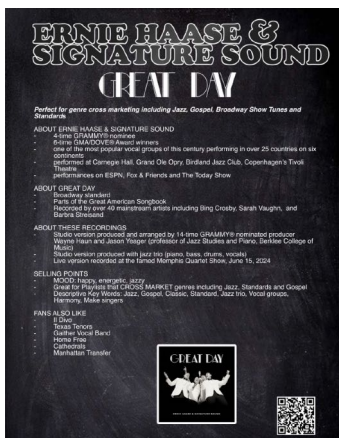 ERNIE HAASE &
SIGNATURE SOUND
GREAT DAY
Perfect for genre cross marketing including Jazz, Gospel, Broadway Show Tunes and
Standards
ABOUT ERNIE HAASE & SIGNATURE SOUND
- 4-time GRAMMY® nominee
- 6-time GMA/DOVE® Award winners
- one of the most popular vocal groups of this century performing in over 25 countries on six
continents
- performed at Carnegie Hall, Grand Ole Opry, Birdland Jazz Club, Copenhagen's Tivoli
Theatre
- performances on ESPN, Fox & Friends and The Today Show
ABOUT GREAT DAY
- Broadway standard
- Parts of the Great American Songbook
- Recorded by over 40 mainstream artists including Bing Crosby, Sarah Vaughn, and
Barbra Streisend
ABOUT THESE RECORDINGS
- Studio version produced and arranged by 14-time GRAMMY® nominated producer
Wayne Haun and Jason Yeager (professor of Jazz Studies and Piano, Berklee College of
Music)
- Studio version produced with jazz trio (piano, bass, drums, vocals)
- Live version recorded at the famed Memphis Quartet Show, June 15, 2024
SELLING POINTS
- MOOD: happy, energetic, jazzy
- Great for Playlists that CROSS MARKET genres including Jazz, Standards and Gospel
- Descriptive Key Words: Jazz, Gospel, Classic, Standard, Jazz trio, Vocal groups,
Harmony, Make singers
FANS ALSO LIKE
- Il Divo
- Texas Tenors
- Gaither Vocal Band
- Home Free
- Cathedrals
- Manhattan Transfer
GREAT DAY
ERNIE HAASE & SIGNATURE SOUND